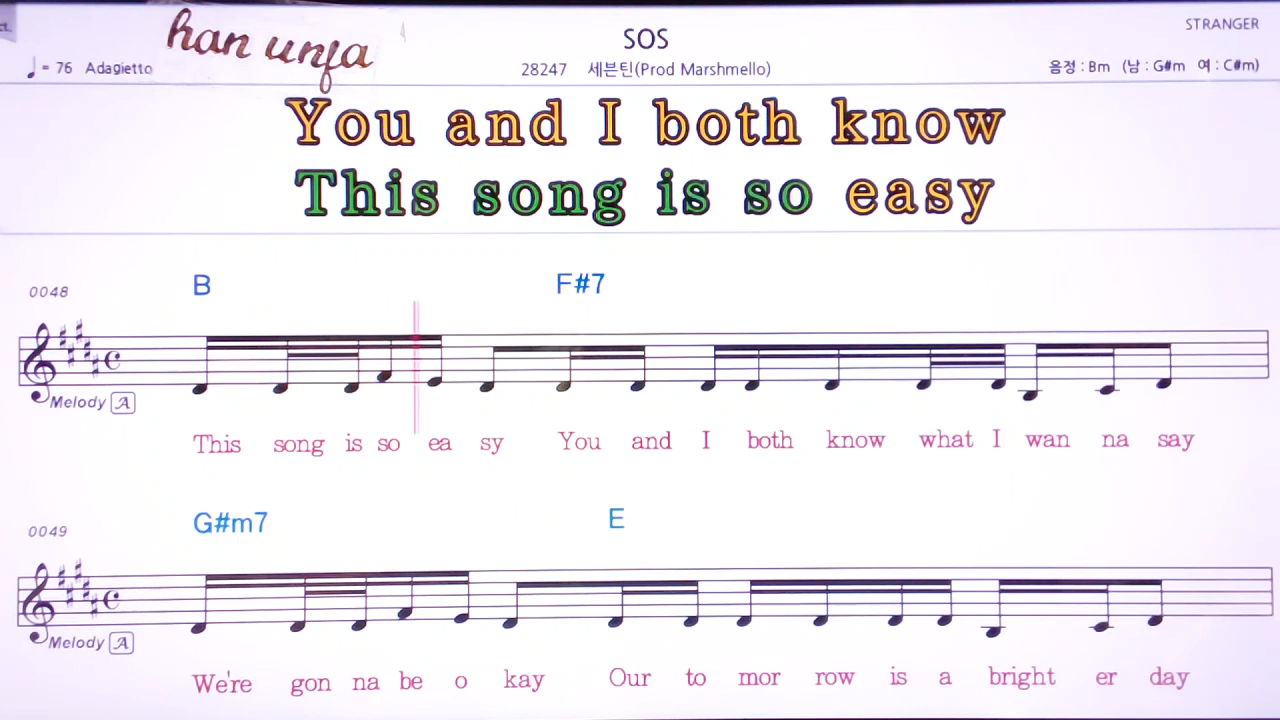 han unja
SOS
STRANGER
♩ = 76 Adagietto
28247 세븐틴(Prod Marshmello)
음정 : Bm (남 : G#m 여 : C#m)
You and I both know
This song is so easy
0048
B F#7
Melody A
This song is so ea sy You and I both know what I wan na say
0049
G#m7 E
Melody A
We're gon na be o kay Our to mor row is a bright er day